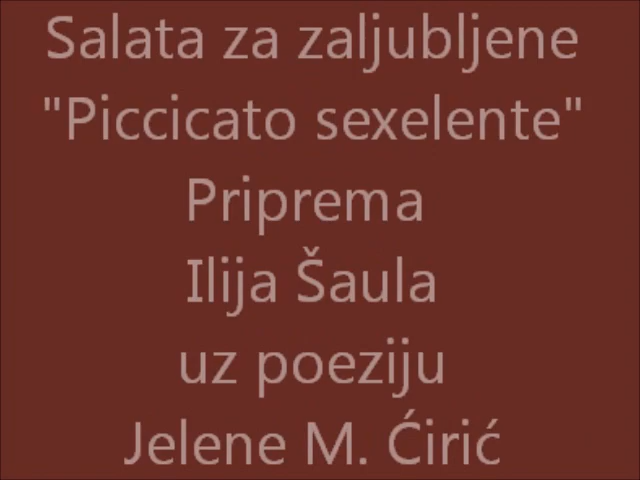 Salata za zaljubljene
"Piccicato sexelente"
Priprema
Ilija Šaula
uz poeziju
Jelene M. Ćirić